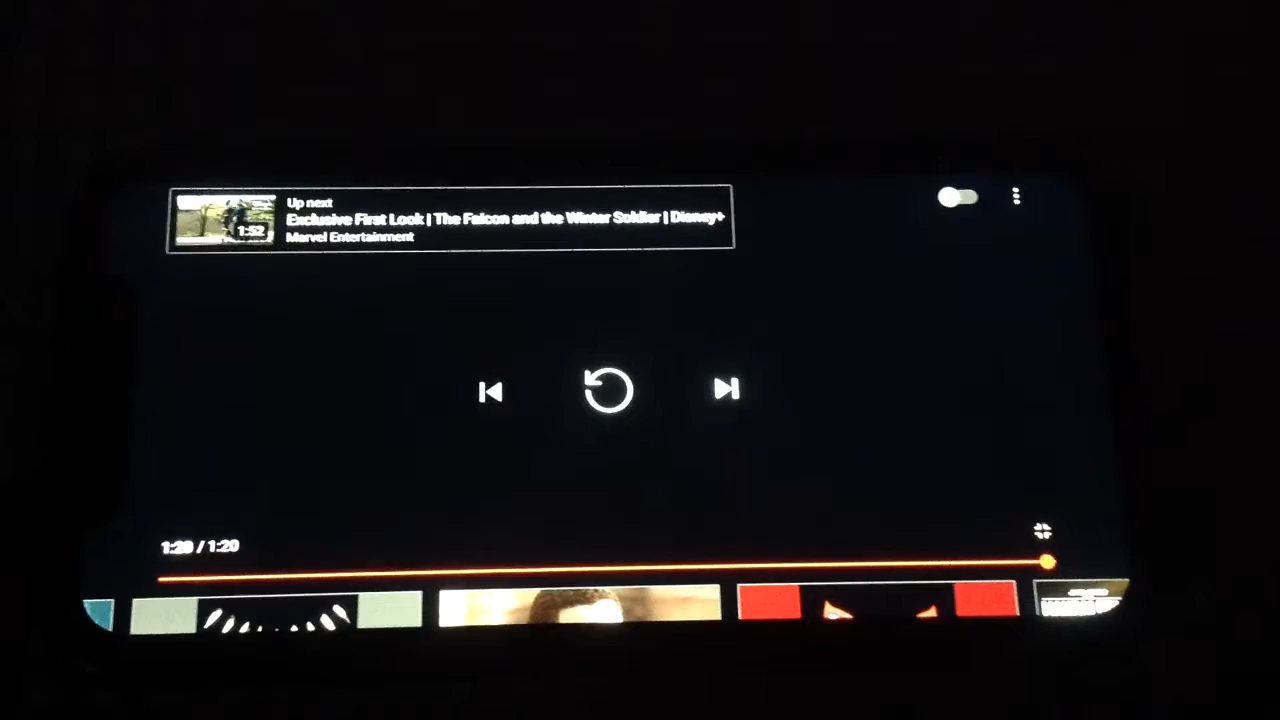 Up next
Exclusive First Look | The Falcon and the Winter Soldier | Disney+
1:52
Marvel Entertainment
1:20 / 1:20